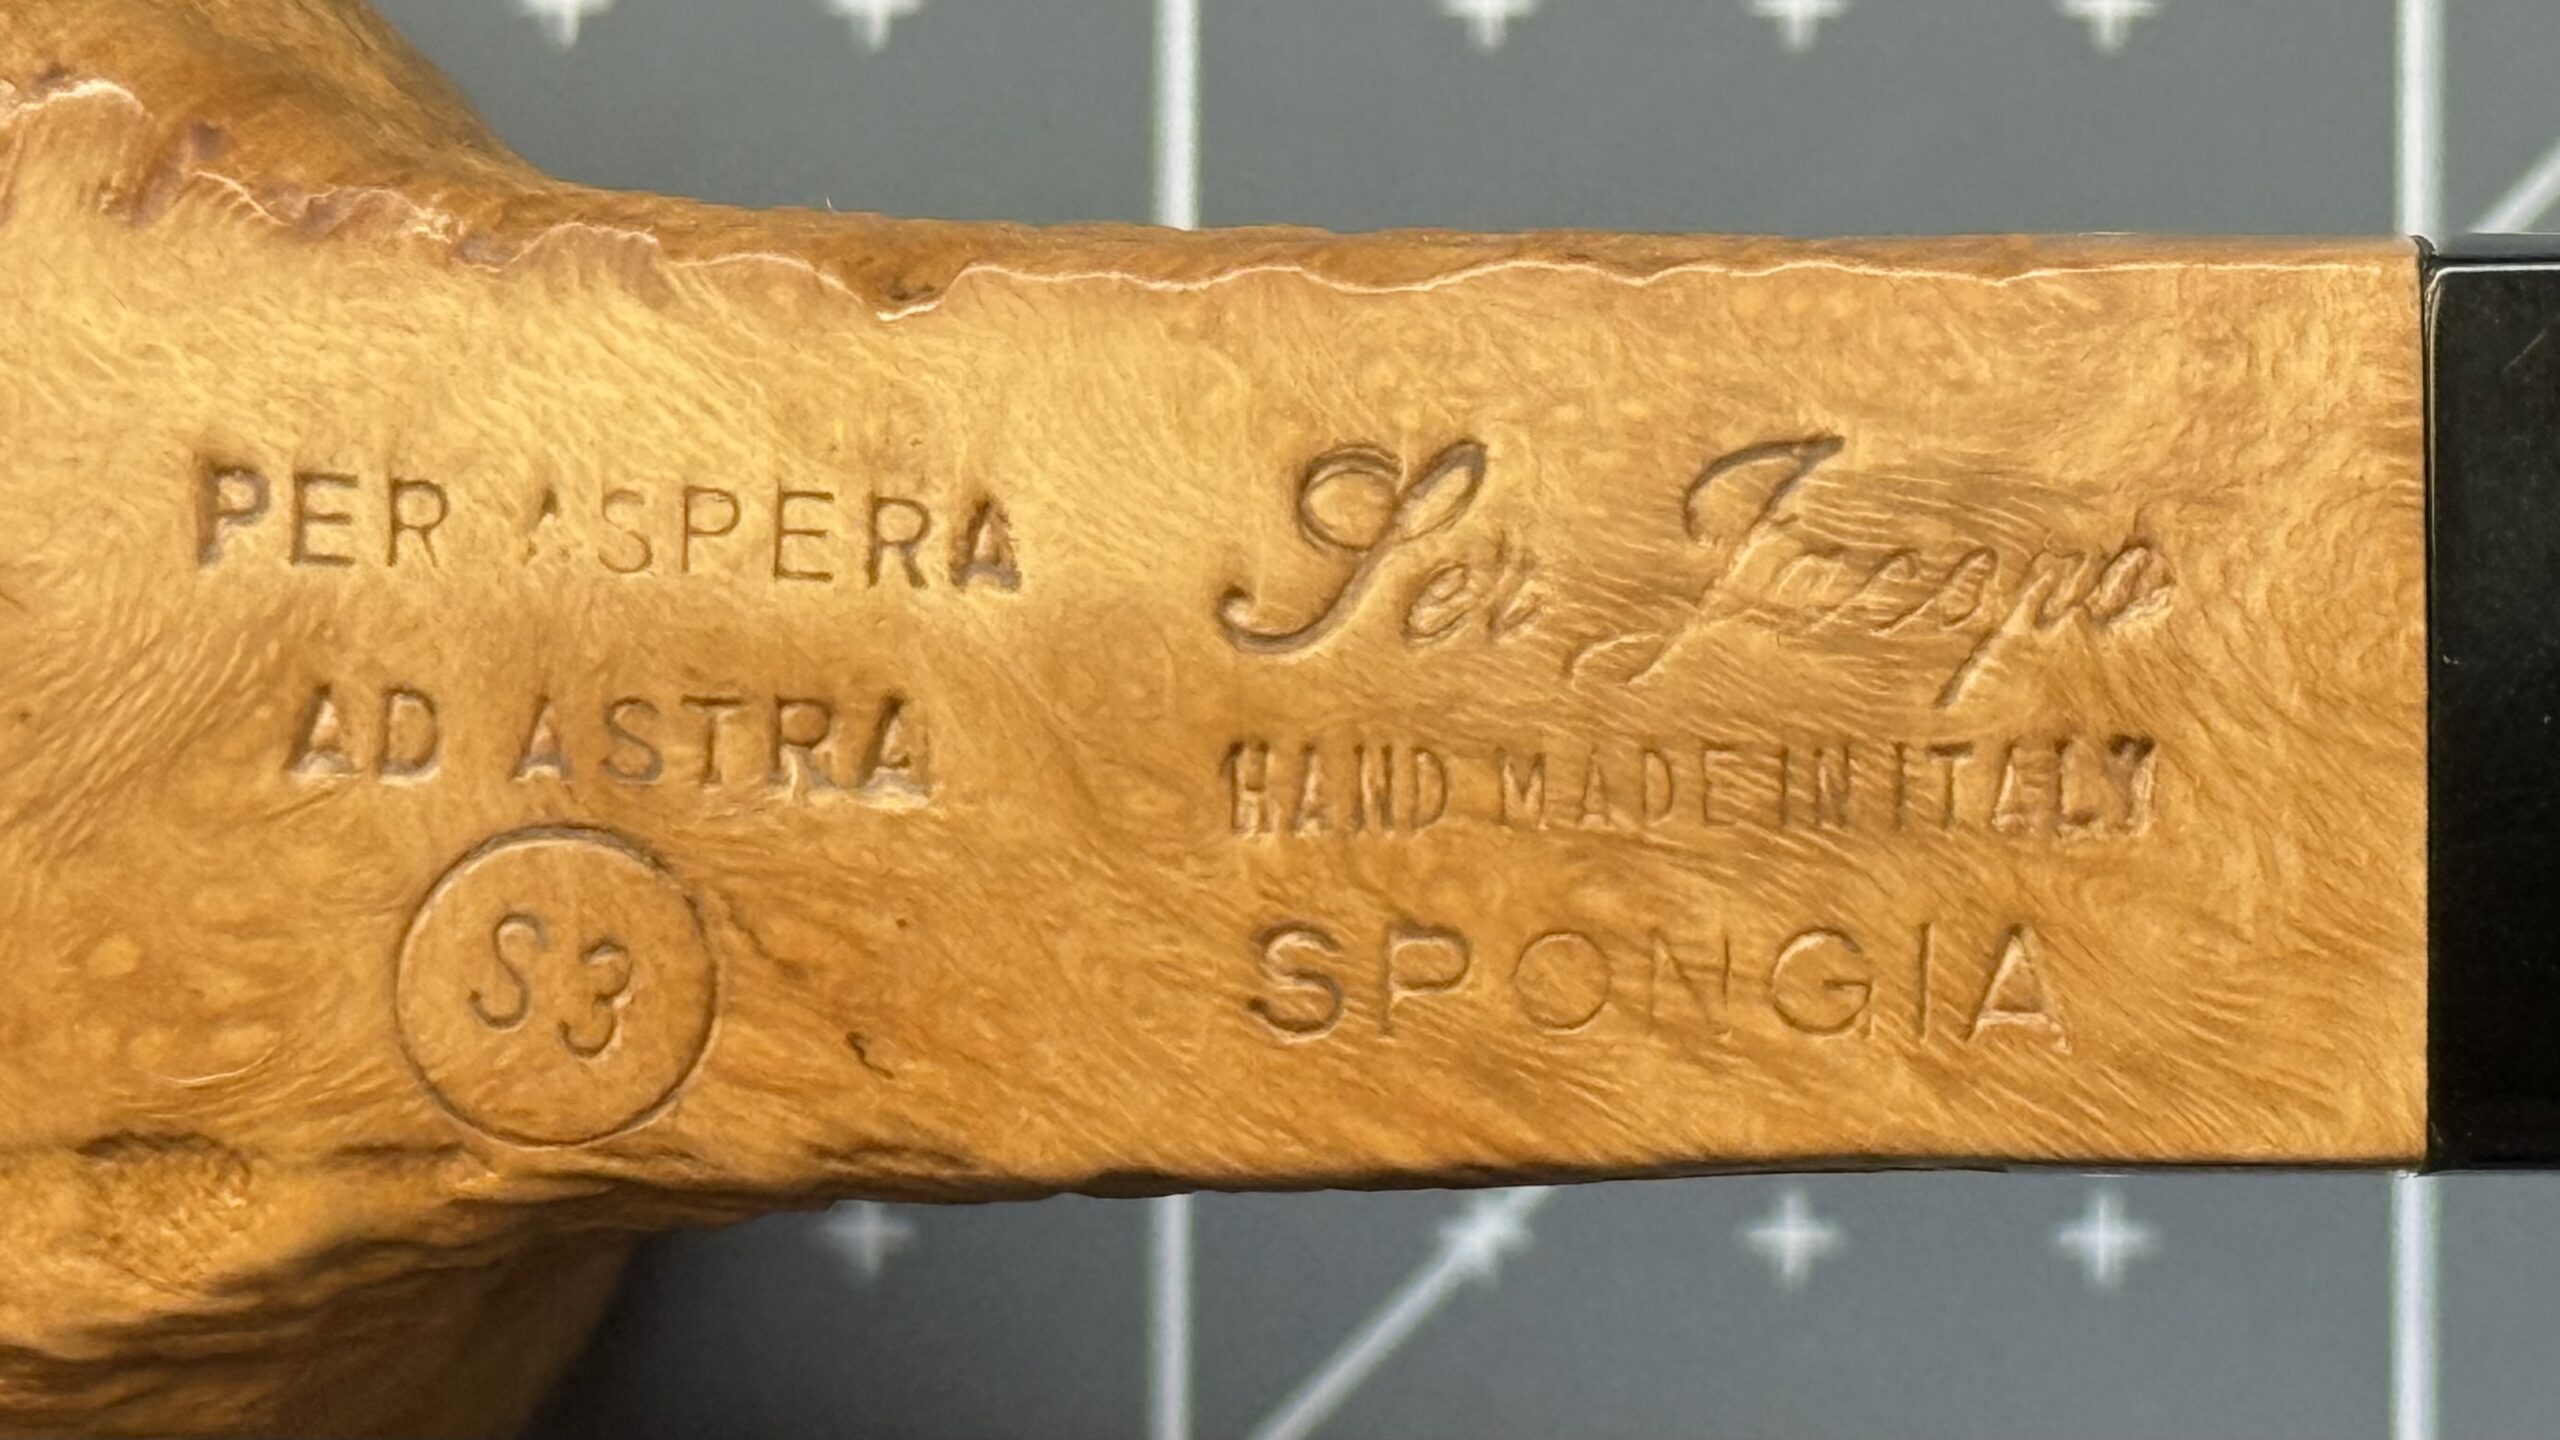 PER ASPERA
AD ASTRA
S3
Ser Jacopo
HAND MADE IN ITALY
SPONGIA